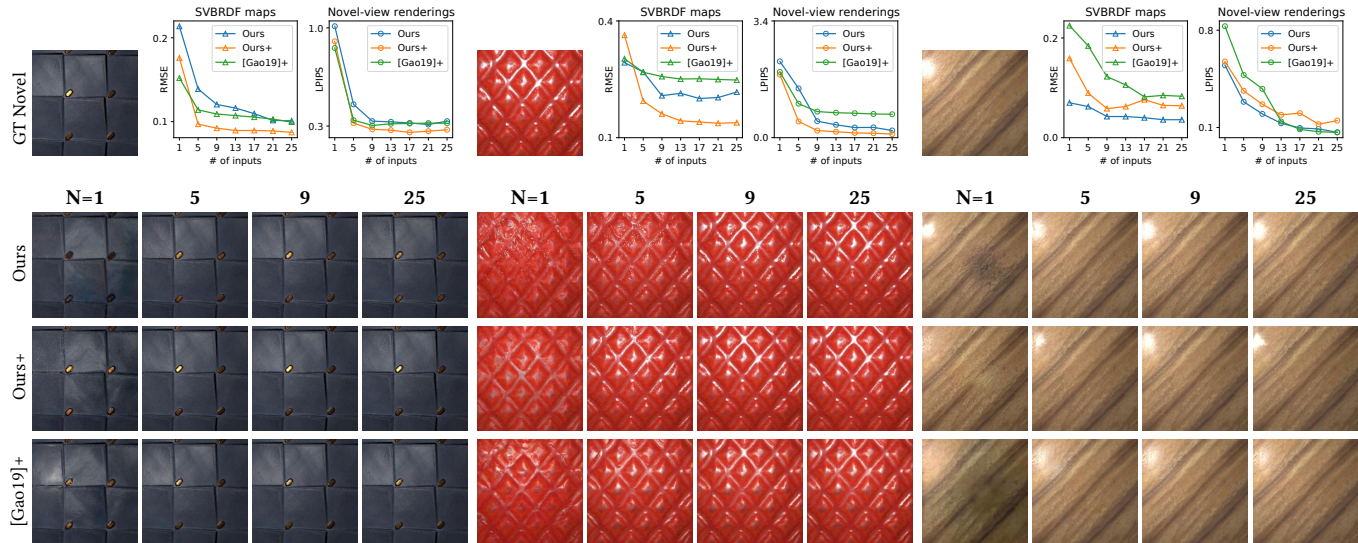 GT Novel
SVBRDF maps
RMSE
0.2
0.1
Ours
Ours+
[Gao19]+
1 5 9 13 17 21 25
# of inputs
Novel-view renderings
LPIPS
1.0
0.3
Ours
Ours+
[Gao19]+
1 5 9 13 17 21 25
# of inputs
SVBRDF maps
RMSE
0.4
0.1
Ours
Ours+
[Gao19]+
1 5 9 13 17 21 25
# of inputs
Novel-view renderings
LPIPS
3.4
0.0
Ours
Ours+
[Gao19]+
1 5 9 13 17 21 25
# of inputs
SVBRDF maps
RMSE
0.2
0.0
Ours
Ours+
[Gao19]+
1 5 9 13 17 21 25
# of inputs
Novel-view renderings
LPIPS
0.8
0.1
Ours
Ours+
[Gao19]+
1 5 9 13 17 21 25
# of inputs
N=1 5 9 25 N=1 5 9 25 N=1 5 9 25
Ours
Ours+
[Gao19]+